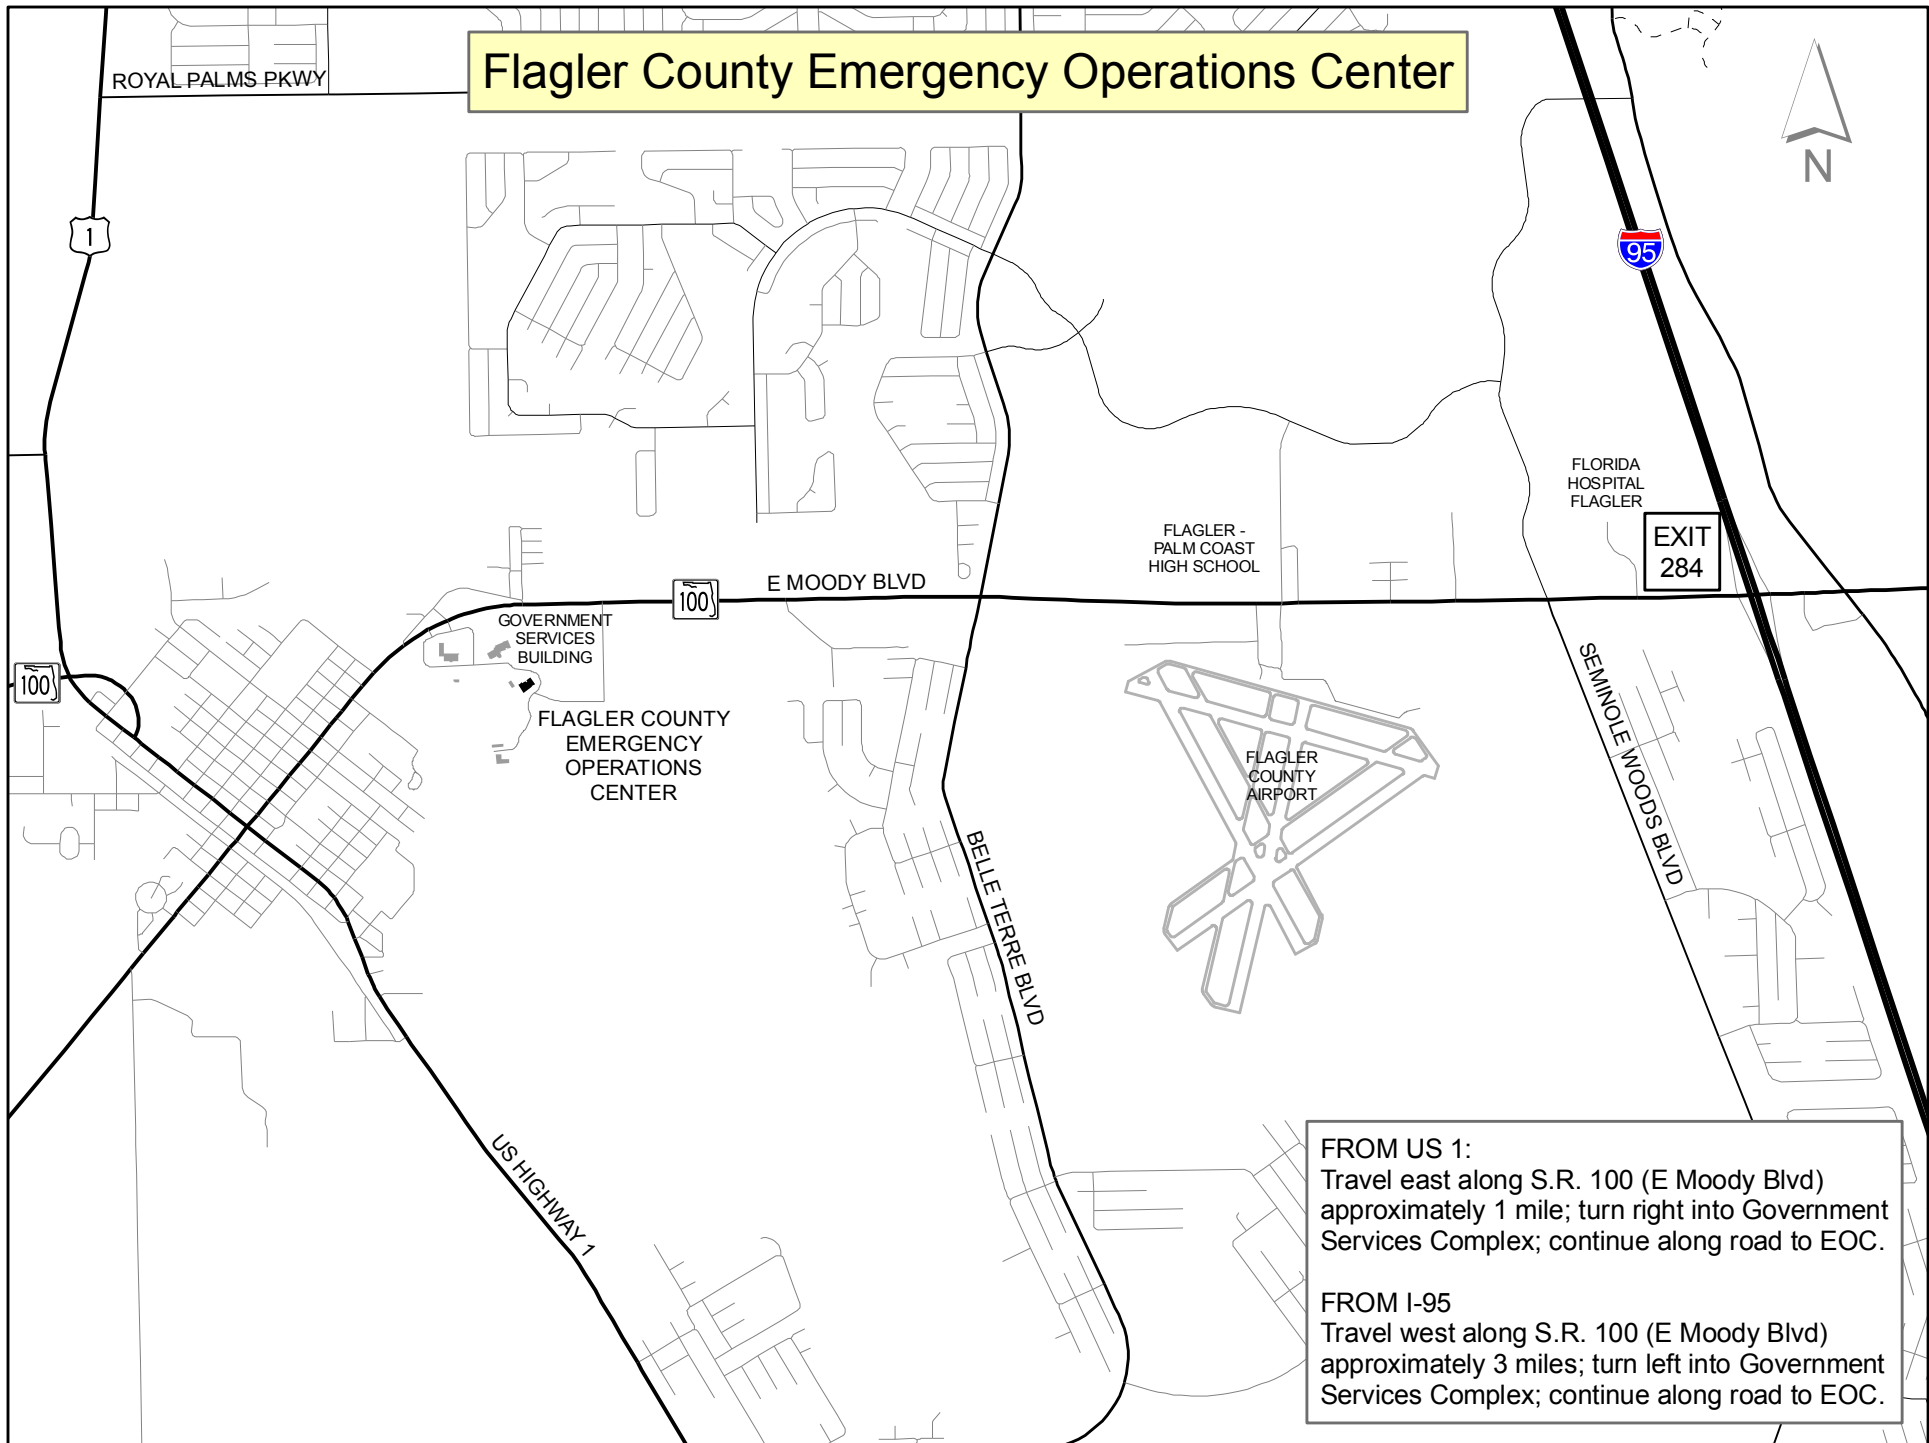 Flagler County Emergency Operations Center
ROYAL PALMS PKWY
N
1
95
FLORIDA
HOSPITAL
FLAGLER
EXIT
284
FLAGLER -
PALM COAST
HIGH SCHOOL
E MOODY BLVD
100
GOVERNMENT
SERVICES
BUILDING
100
FLAGLER COUNTY
EMERGENCY
OPERATIONS
CENTER
SEMINOLE WOODS BLVD
FLAGLER
COUNTY
AIRPORT
BELLE TERRE BLVD
US HIGHWAY 1
FROM US 1:
Travel east along S.R. 100 (E Moody Blvd)
approximately 1 mile; turn right into Government
Services Complex; continue along road to EOC.
FROM I-95
Travel west along S.R. 100 (E Moody Blvd)
approximately 3 miles; turn left into Government
Services Complex; continue along road to EOC.